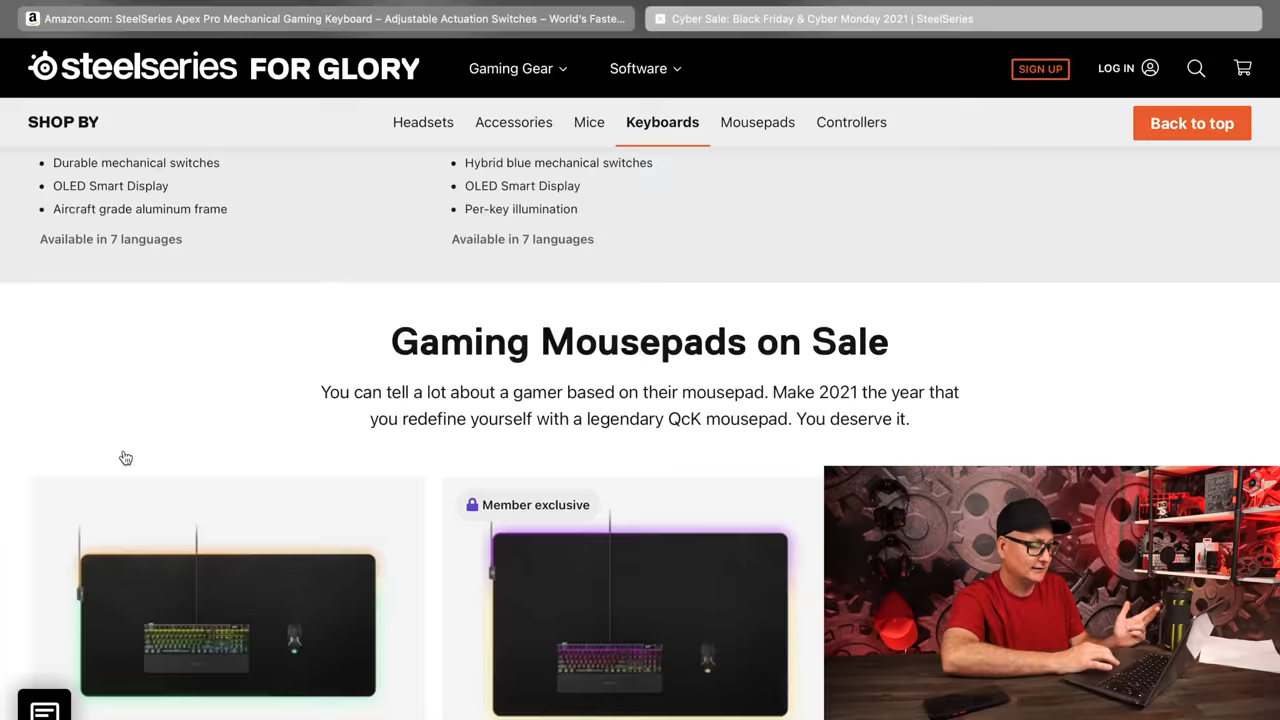 Amazon.com: SteelSeries Apex Pro Mechanical Gaming Keyboard – Adjustable Actuation Switches – World's Faste...
Cyber Sale: Black Friday & Cyber Monday 2021 | SteelSeries
steelseries FOR GLORY
Gaming Gear
Software
SIGN UP
LOG IN
SHOP BY
Headsets
Accessories
Mice
Keyboards
Mousepads
Controllers
Back to top
• Durable mechanical switches
• OLED Smart Display
• Aircraft grade aluminum frame
Available in 7 languages
• Hybrid blue mechanical switches
• OLED Smart Display
• Per-key illumination
Available in 7 languages
Gaming Mousepads on Sale
You can tell a lot about a gamer based on their mousepad. Make 2021 the year that
you redefine yourself with a legendary QcK mousepad. You deserve it.
Member exclusive